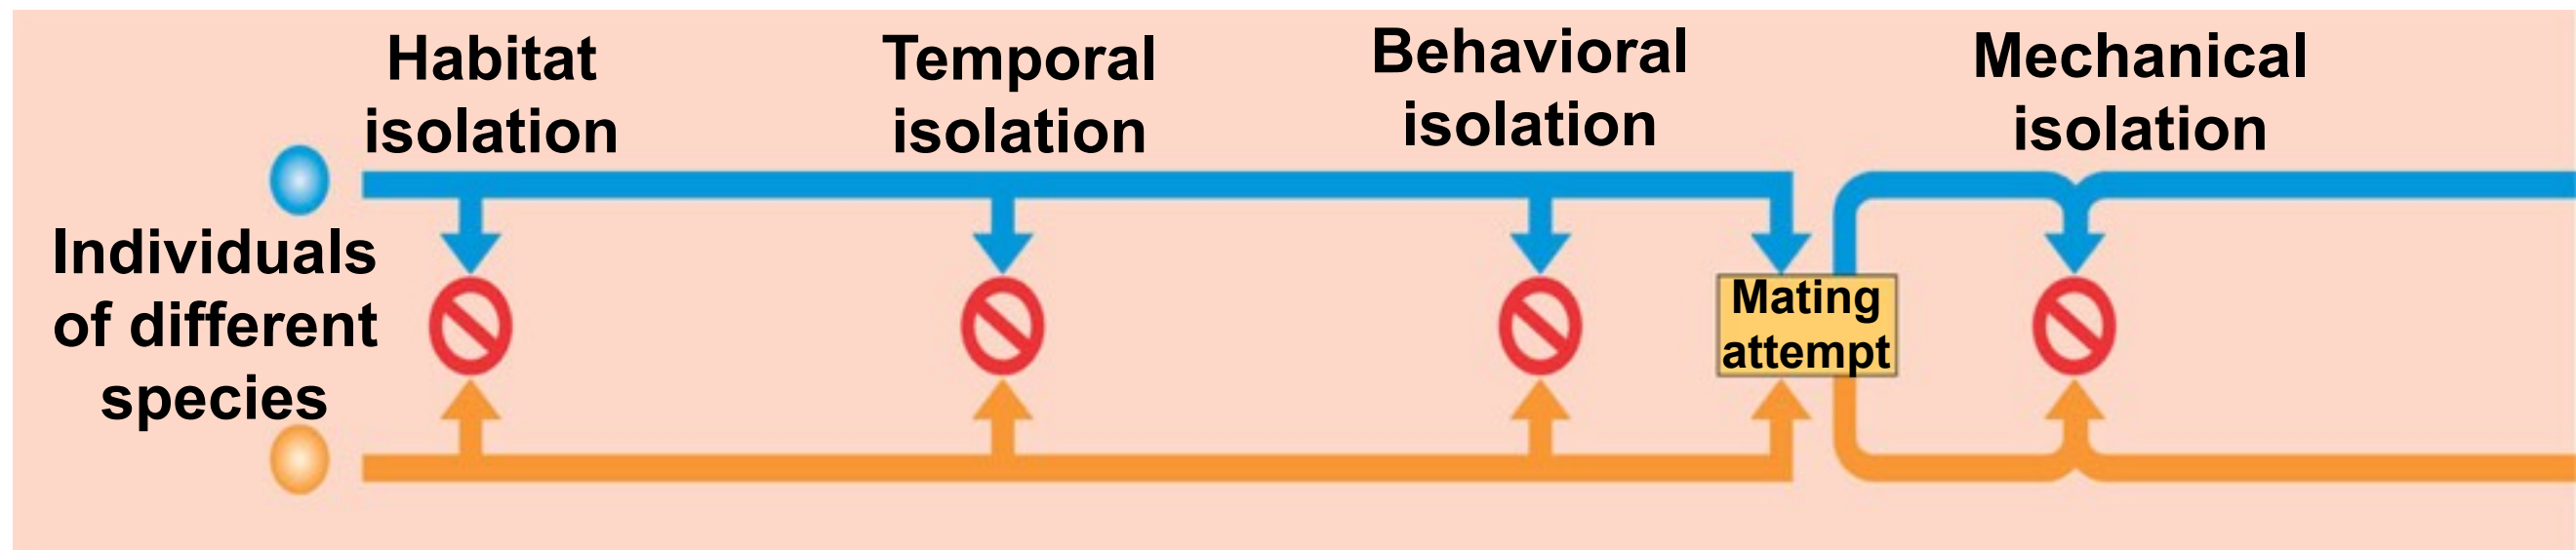 Habitat
isolation
Temporal
isolation
Behavioral
isolation
Mechanical
isolation
Individuals
of different
species
Mating
attempt